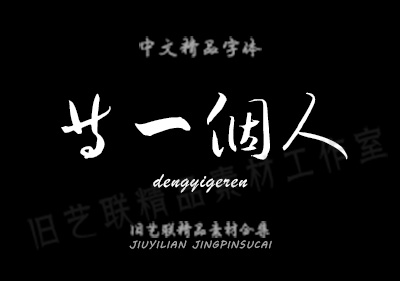 中文精品字体
等一個人
dengyigeren
旧艺联精品素材工作室
旧艺联精品素材合集
JIUYILIAN JINGPINSUCAI